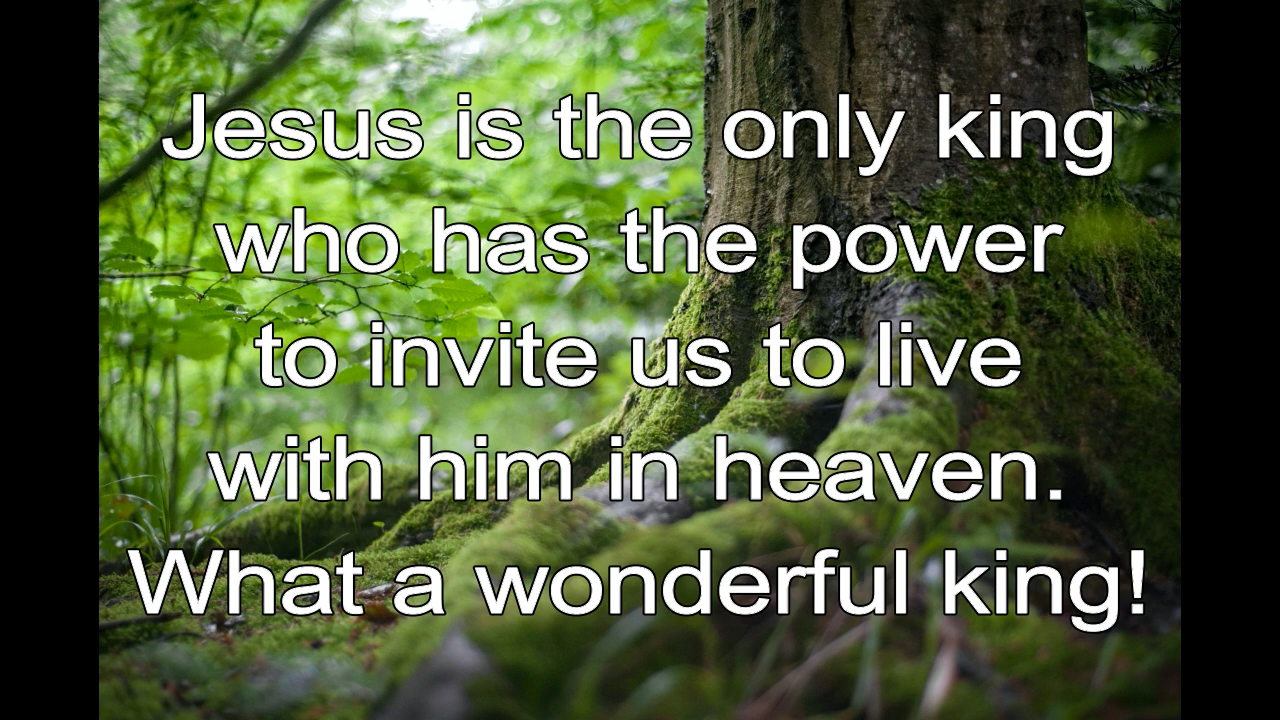 Jesus is the only king
who has the power
to invite us to live
with him in heaven.
What a wonderful king!